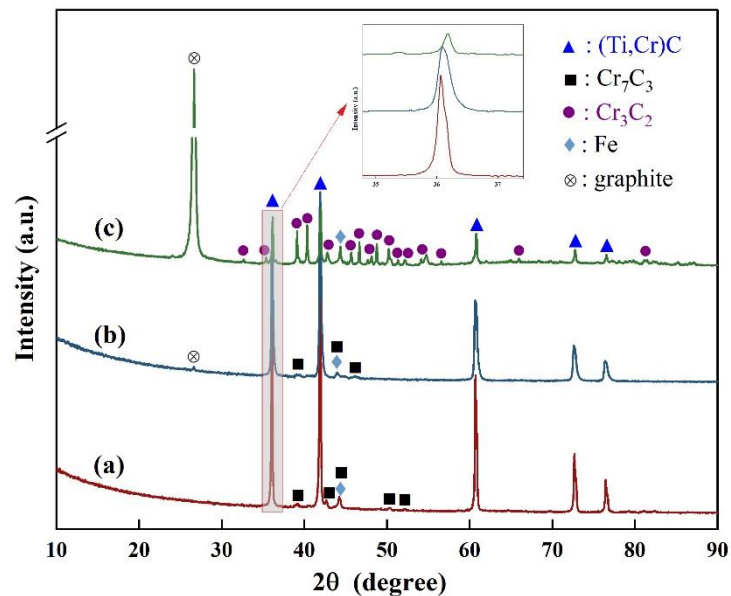 Intensity (a.u.)
35 36 37
▲ : (Ti,Cr)C
■ : Cr₇C₃
● : Cr₃C₂
◆ : Fe
⊗ : graphite
(c)
(b)
(a)
Intensity (a.u.)
10 20 30 40 50 60 70 80 90
2θ (degree)